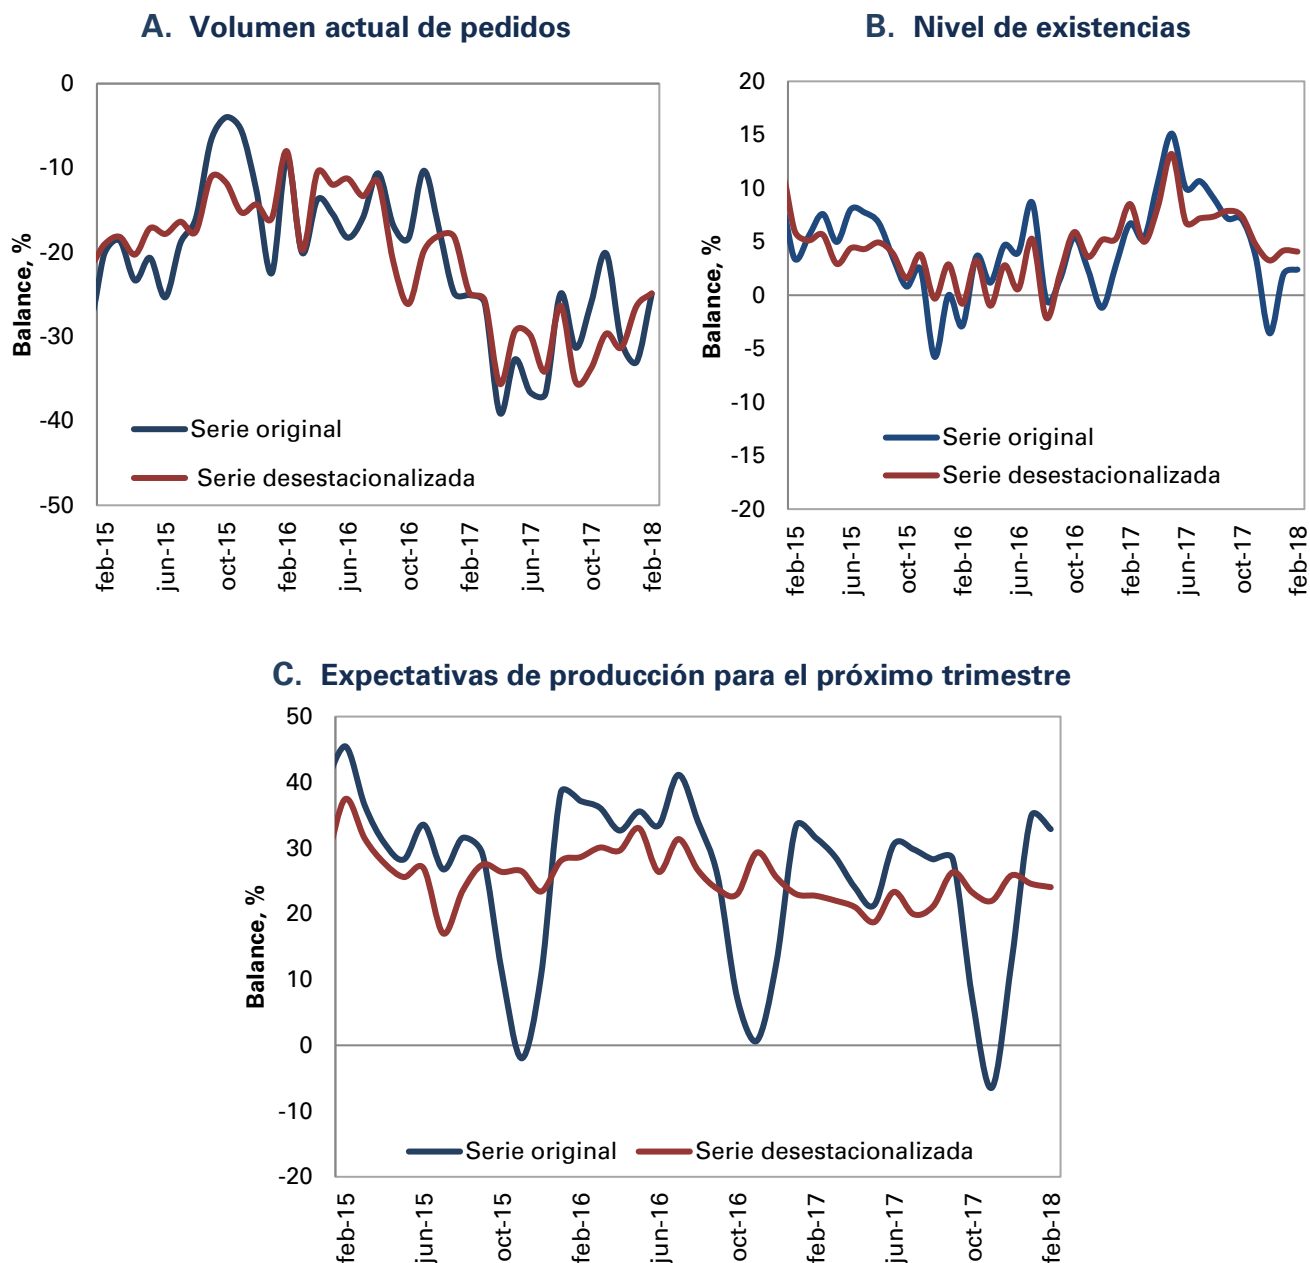 A. Volumen actual de pedidos
0
-10
-20
-30
-40
-50
Balance, %
Serie original
Serie desestacionalizada
feb-15
jun-15
oct-15
feb-16
jun-16
oct-16
feb-17
jun-17
oct-17
feb-18
B. Nivel de existencias
20
15
10
5
0
-5
-10
-15
-20
Balance, %
Serie original
Serie desestacionalizada
feb-15
jun-15
oct-15
feb-16
jun-16
oct-16
feb-17
jun-17
oct-17
feb-18
C. Expectativas de producción para el próximo trimestre
50
40
30
20
10
0
-10
-20
Balance, %
Serie original
Serie desestacionalizada
feb-15
jun-15
oct-15
feb-16
jun-16
oct-16
feb-17
jun-17
oct-17
feb-18